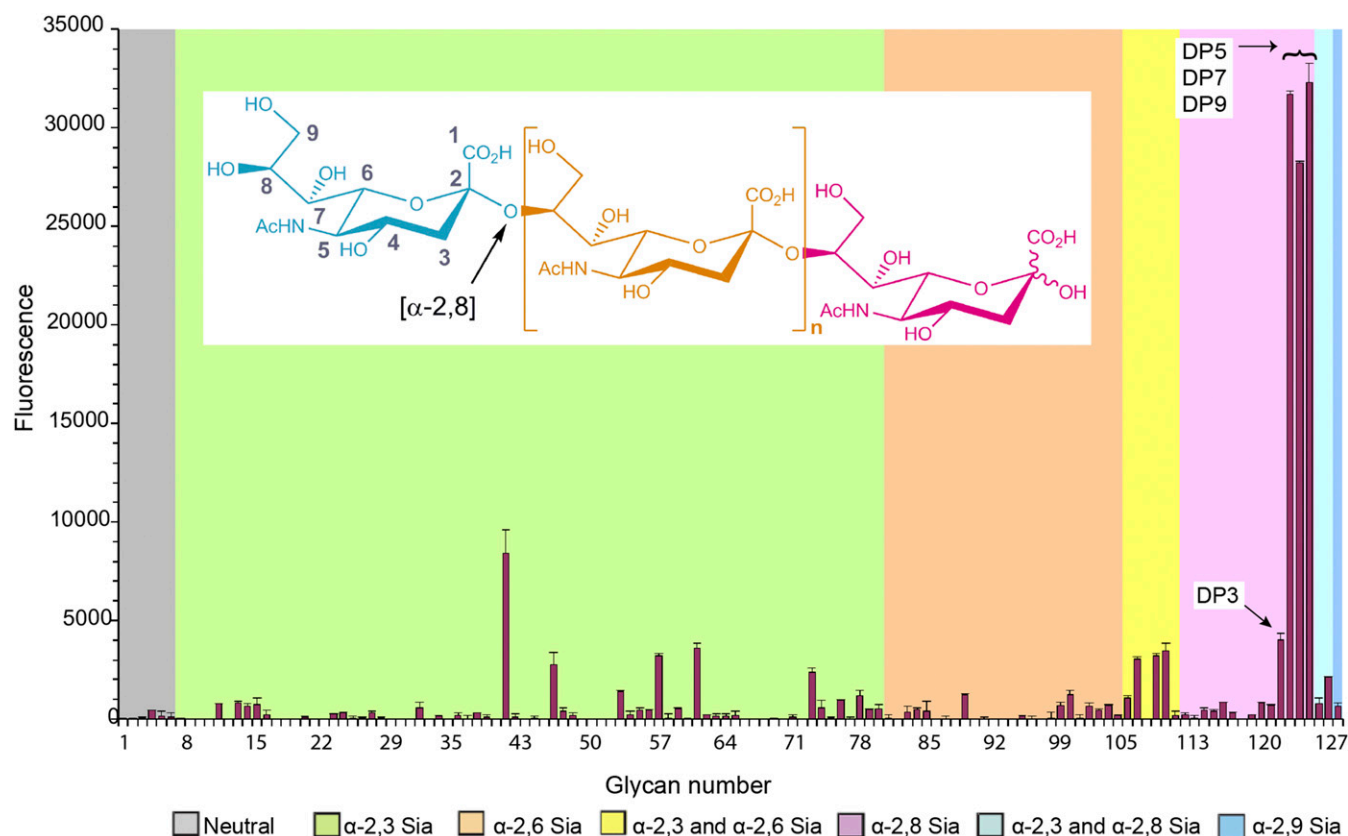 35000
30000
25000
20000
15000
10000
5000
0
Fluorescence
DP5
DP7
DP9
DP3
HO
9
HO
8
OH
7
AcHN
5
6
HO
4
O
3
2
1
CO₂H
O
[α-2,8]
HO
OH
AcHN
HO
O
CO₂H
O
n
HO
OH
AcHN
HO
O
CO₂H
OH
1 8 15 22 29 35 43 50 57 64 71 78 85 92 99 105 113 120 127
Glycan number
Neutral α-2,3 Sia α-2,6 Sia α-2,3 and α-2,6 Sia α-2,8 Sia α-2,3 and α-2,8 Sia α-2,9 Sia